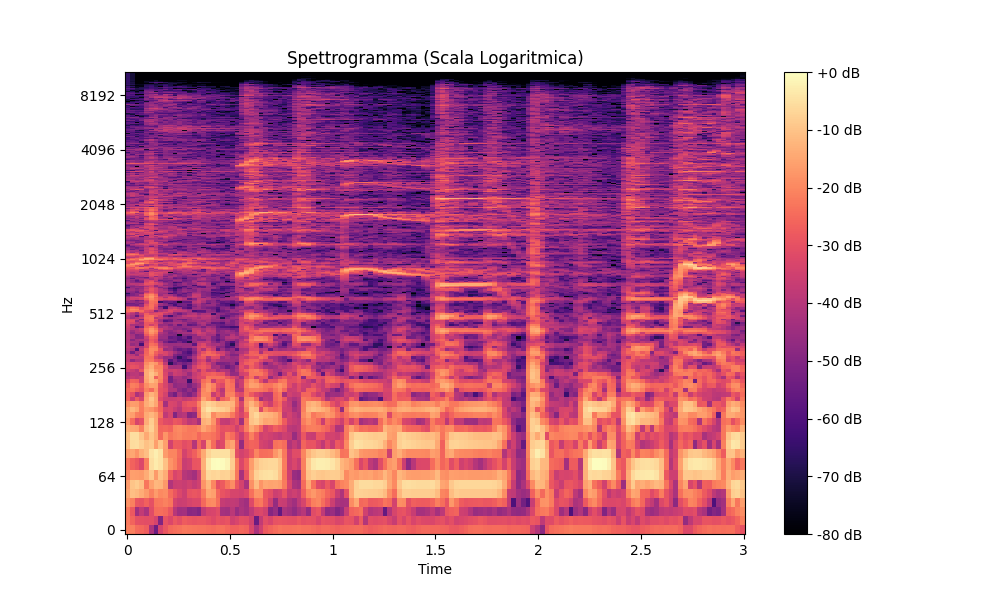 Spettrogramma (Scala Logaritmica)
Hz
8192
4096
2048
1024
512
256
128
64
0
0
0.5
1
1.5
2
2.5
3
Time
+0 dB
-10 dB
-20 dB
-30 dB
-40 dB
-50 dB
-60 dB
-70 dB
-80 dB